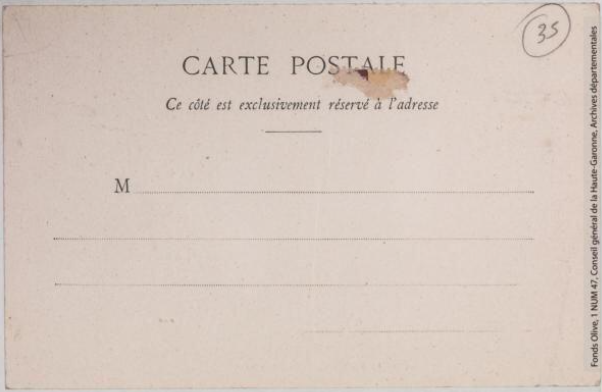 35
CARTE POSTALE
Ce côté est exclusivement réservé à l'adresse
M
Fonds Olive, 1 NUM 47, Conseil général de la Haute-Garonne, Archives départementales